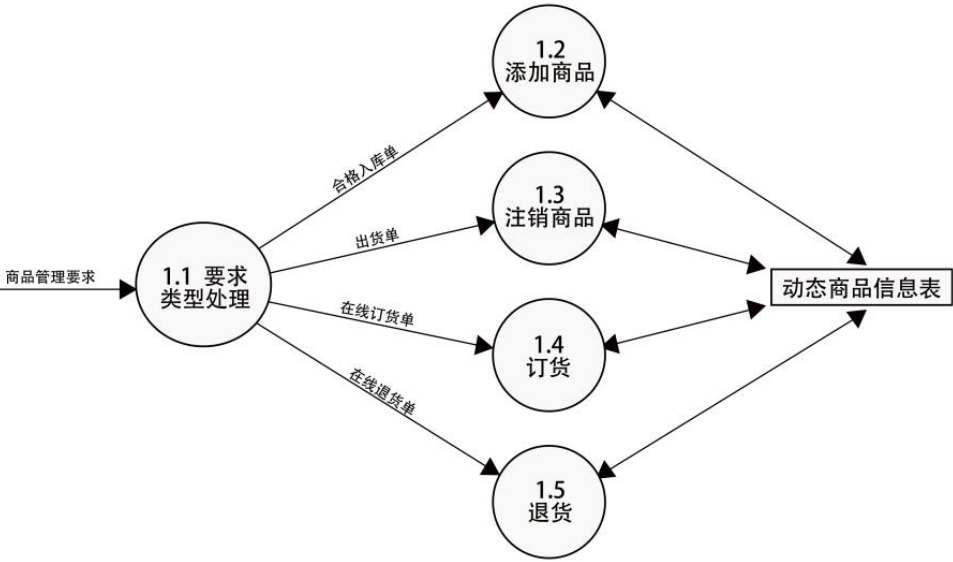 1.2
添加商品
合格入库单
1.3
注销商品
出货单
商品管理要求
1.1 要求
类型处理
动态商品信息表
在线订货单
1.4
订货
在线退货单
1.5
退货